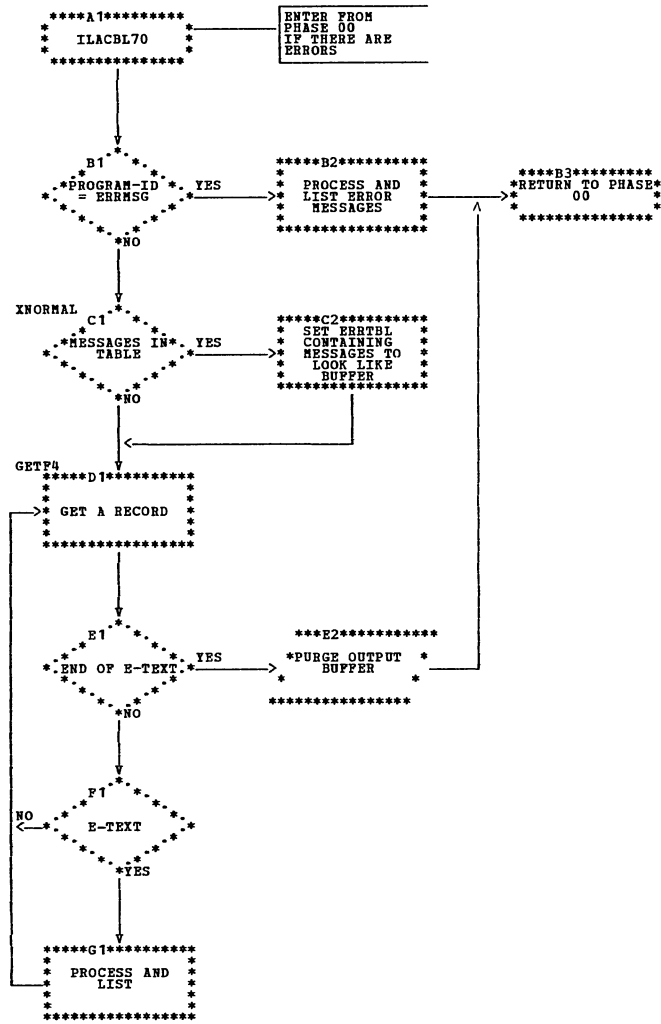 A1
ILACBL70
ENTER FROM
PHASE 00
IF THERE ARE
ERRORS
B1
PROGRAM-ID
= ERRMSG
YES
NO
B2
PROCESS AND
LIST ERROR
MESSAGES
B3
RETURN TO PHASE
00
XNORMAL
C1
MESSAGES IN
TABLE
YES
NO
C2
SET ERRTBL
CONTAINING
MESSAGES TO
LOOK LIKE
BUFFER
GETF4
D1
GET A RECORD
E1
END OF E-TEXT
YES
NO
E2
PURGE OUTPUT
BUFFER
F1
E-TEXT
NO
YES
G1
PROCESS AND
LIST